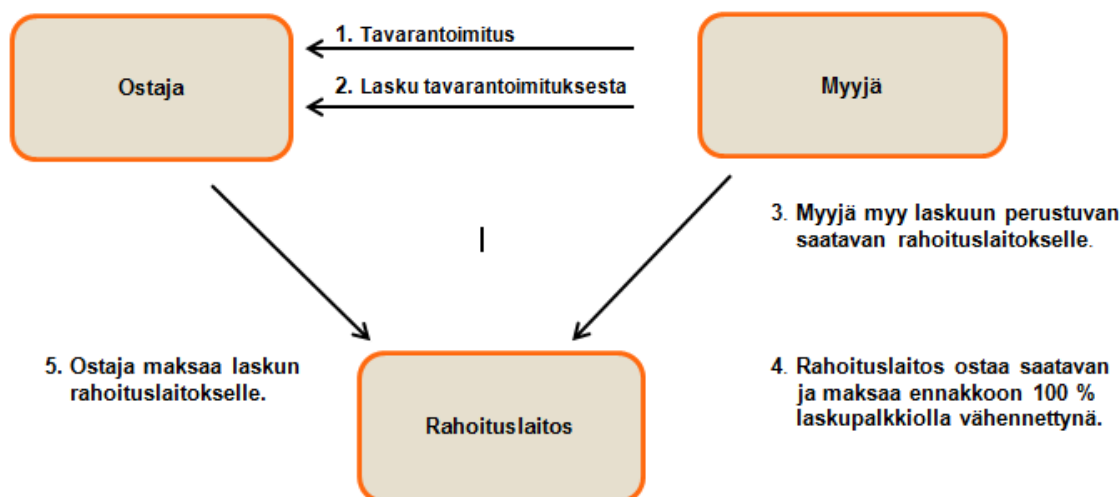 1. Tavarantoimitus
Ostaja
2. Lasku tavarantoimituksesta
Myyjä
3. Myyjä myy laskuun perustuvan
saatavan rahoituslaitokselle.
5. Ostaja maksaa laskun
rahoituslaitokselle.
4. Rahoituslaitos ostaa saatavan
ja maksaa ennakkoon 100 %
laskupalkkiolla vähennettynä.
Rahoituslaitos